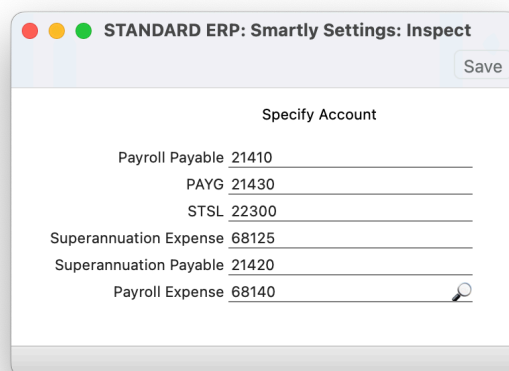 STANDARD ERP: Smartly Settings: Inspect
Save
Specify Account
Payroll Payable 21410
PAYG 21430
STSL 22300
Superannuation Expense 68125
Superannuation Payable 21420
Payroll Expense 68140